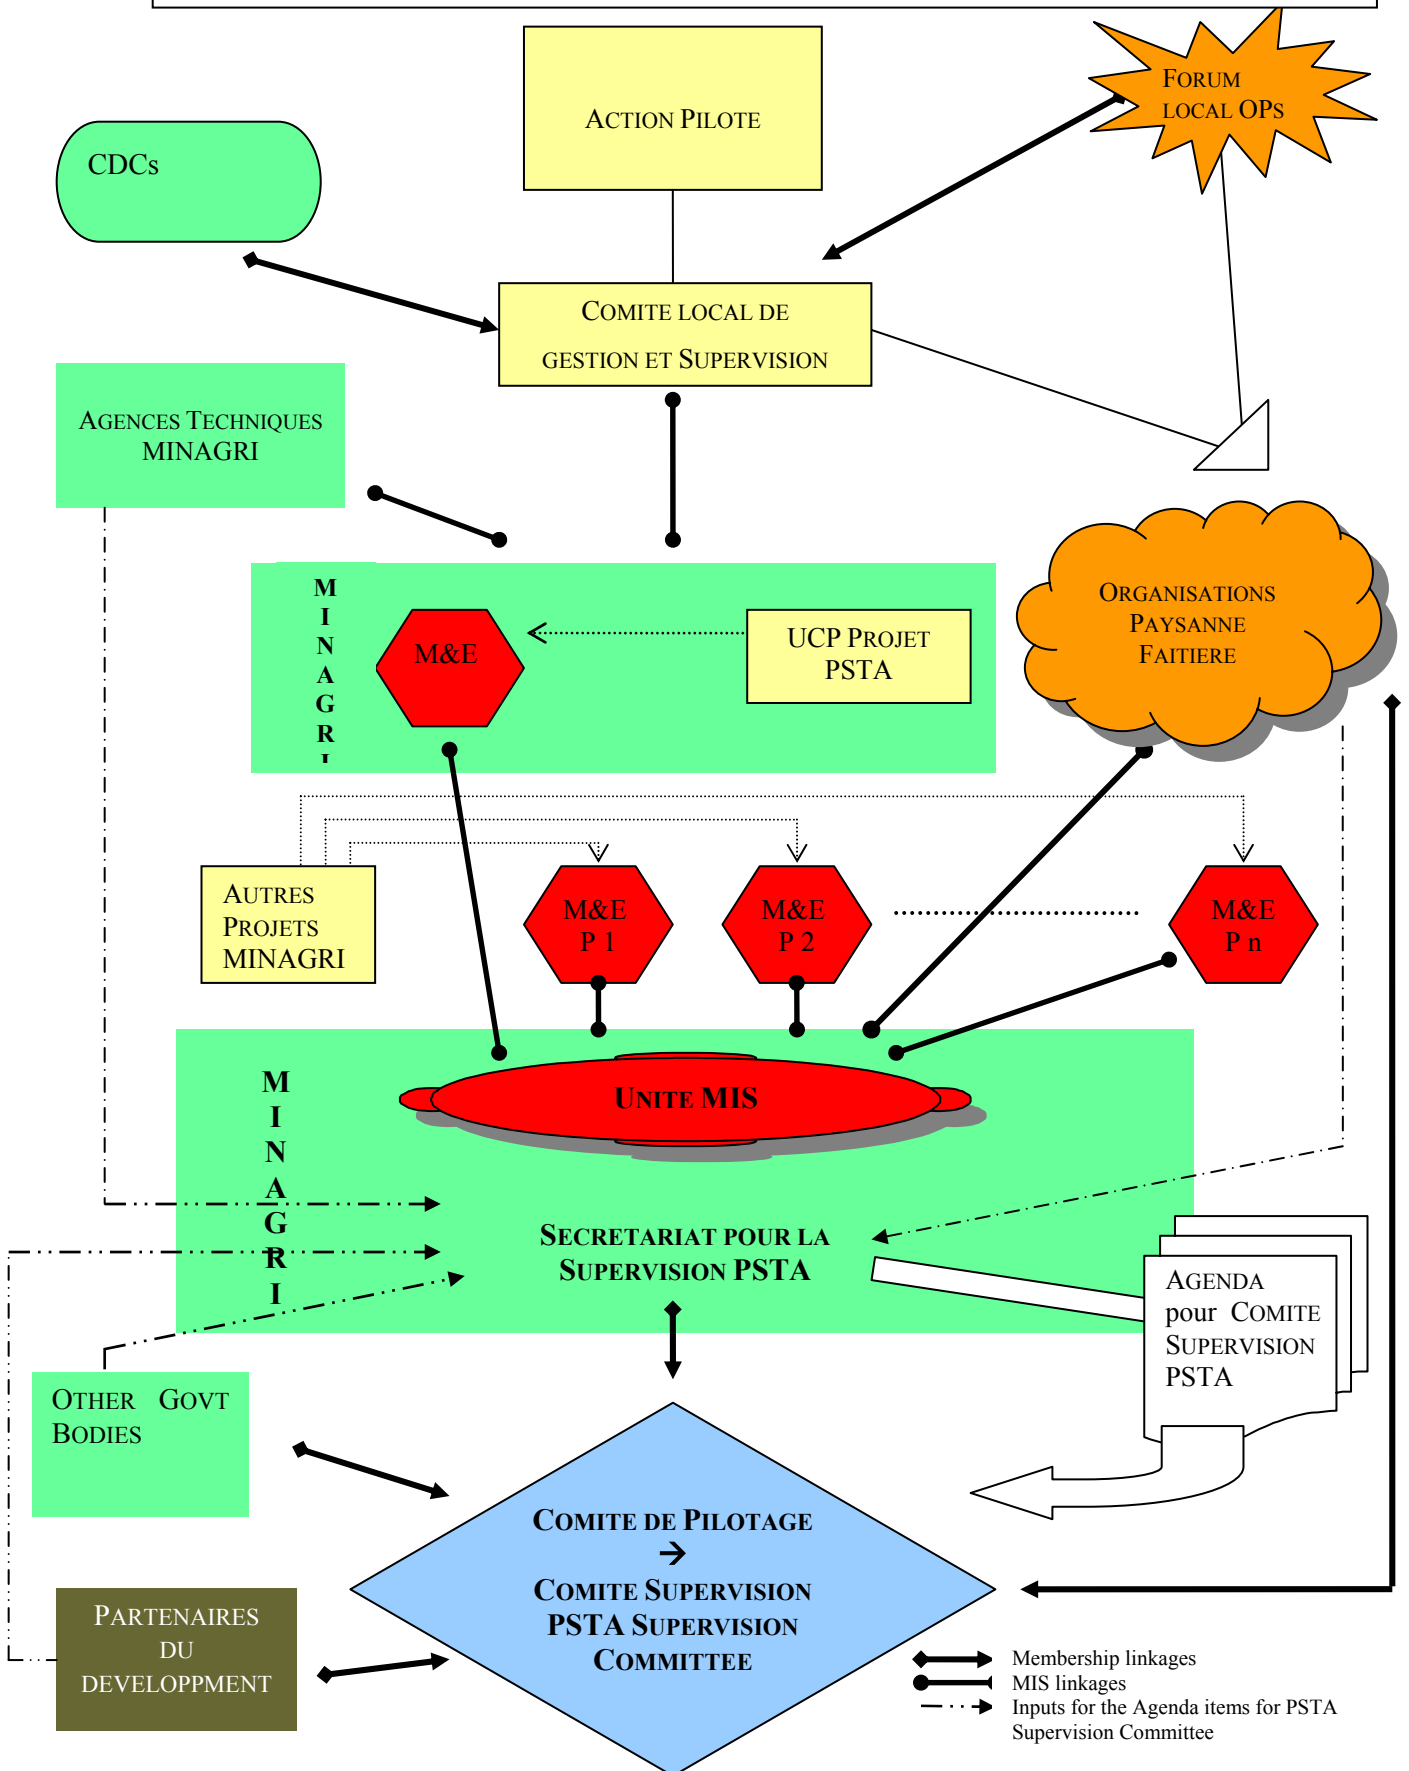 FORUM
LOCAL OPS
ACTION PILOTE
CDCs
COMITE LOCAL DE
GESTION ET SUPERVISION
AGENCES TECHNIQUES
MINAGRI
M
I
N
A
G
R
I
M&E
UCP PROJET
PSTA
ORGANISATIONS
PAYSANNE
FAITIERE
AUTRES
PROJETS
MINAGRI
M&E
P 1
M&E
P 2
M&E
P n
M
I
N
A
G
R
I
UNITE MIS
SECRETARIAT POUR LA
SUPERVISION PSTA
AGENDA
pour COMITE
SUPERVISION
PSTA
OTHER GOVT
BODIES
COMITE DE PILOTAGE
→
COMITE SUPERVISION
PSTA SUPERVISION
COMMITTEE
PARTENAIRES
DU
DEVELOPPMENT
Membership linkages
MIS linkages
Inputs for the Agenda items for PSTA
Supervision Committee